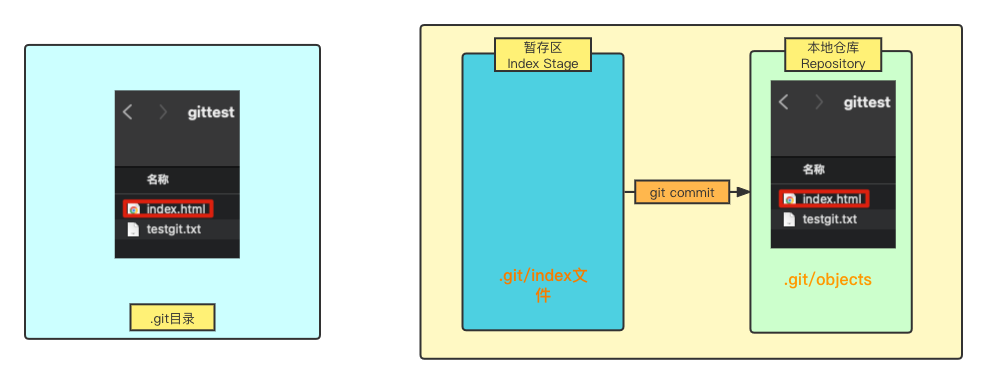 gittest
名称
index.html
testgit.txt
.git目录
暂存区
Index Stage
.git/index文
件
git commit
本地仓库
Repository
gittest
名称
index.html
testgit.txt
.git/objects